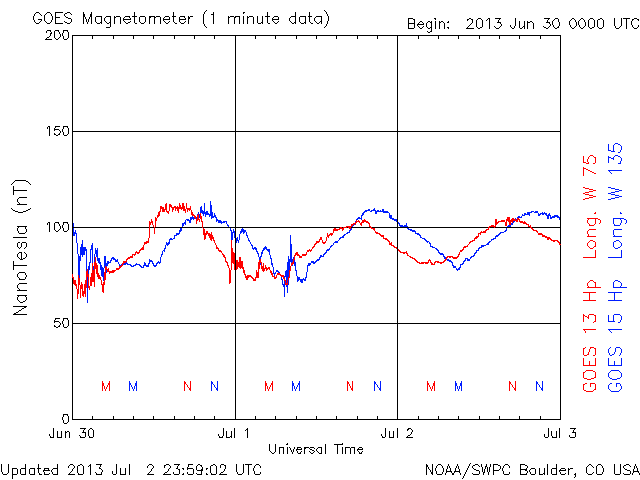 GOES Magnetometer (1 minute data)
Begin: 2013 Jun 30 0000 UTC
200
150
100
50
0
NanoTesla (nT)
M M N N M M N N M M N N
Jun 30 Jul 1 Jul 2 Jul 3
Universal Time
GOES 13 Hp Long. W 75
GOES 15 Hp Long. W 135
Updated 2013 Jul 2 23:59:02 UTC
NOAA/SWPC Boulder, CO USA